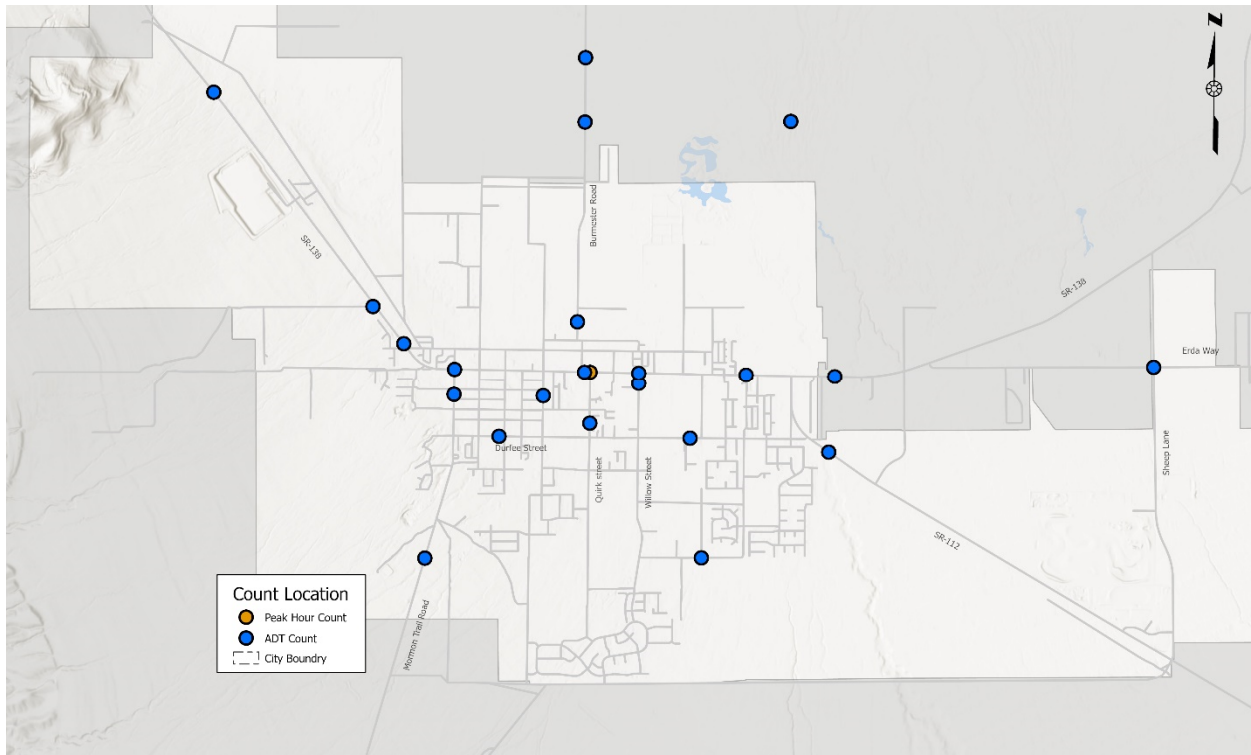 N
Burmester Road
SR-138
SR-138
Erda Way
Durfee Street
Quirk street
Willow Street
Sheep Lane
SR-112
Mormon Trail Road
Count Location
Peak Hour Count
ADT Count
City Boundry